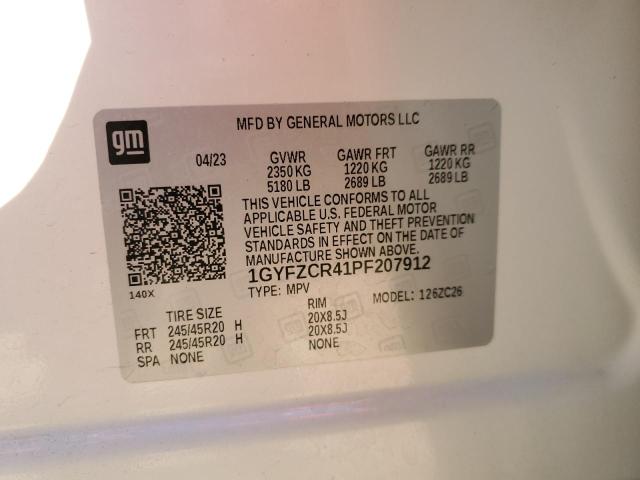 gm
MFD BY GENERAL MOTORS LLC
04/23 GVWR GAWR FRT GAWR RR
2350 KG 1220 KG 1220 KG
5180 LB 2689 LB 2689 LB
THIS VEHICLE CONFORMS TO ALL
APPLICABLE U.S. FEDERAL MOTOR
VEHICLE SAFETY AND THEFT PREVENTION
STANDARDS IN EFFECT ON THE DATE OF
MANUFACTURE SHOWN ABOVE.
1GYFZCR41PF207912
140X
TYPE: MPV MODEL: 126ZC26
TIRE SIZE RIM
FRT 245/45R20 H 20X8.5J
RR 245/45R20 H 20X8.5J
SPA NONE NONE